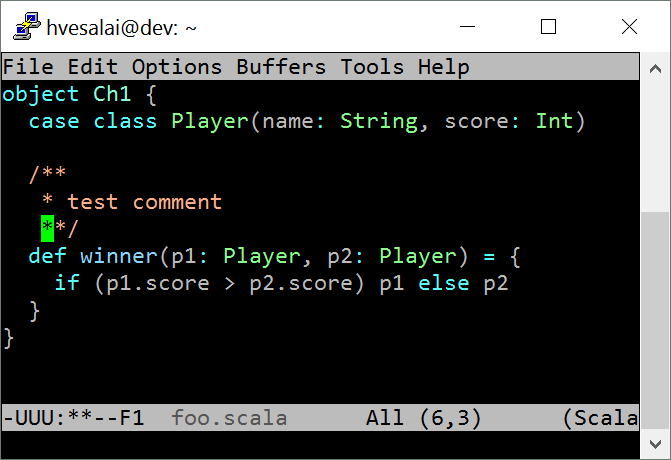 hvesalai@dev: ~
File Edit Options Buffers Tools Help
object Ch1 {
  case class Player(name: String, score: Int)
  /**
   * test comment
   **/
  def winner(p1: Player, p2: Player) = {
    if (p1.score > p2.score) p1 else p2
  }
}
-UUU:**--F1  foo.scala      All (6,3)      (Scala